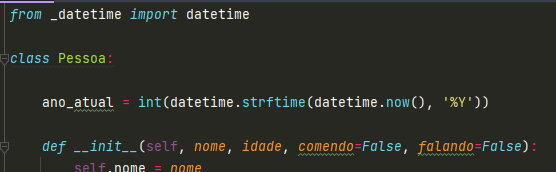 from _datetime import datetime
class Pessoa:
ano_atual = int(datetime.strftime(datetime.now(), '%Y'))
def __init__(self, nome, idade, comendo=False, falando=False):
self.nome = nome